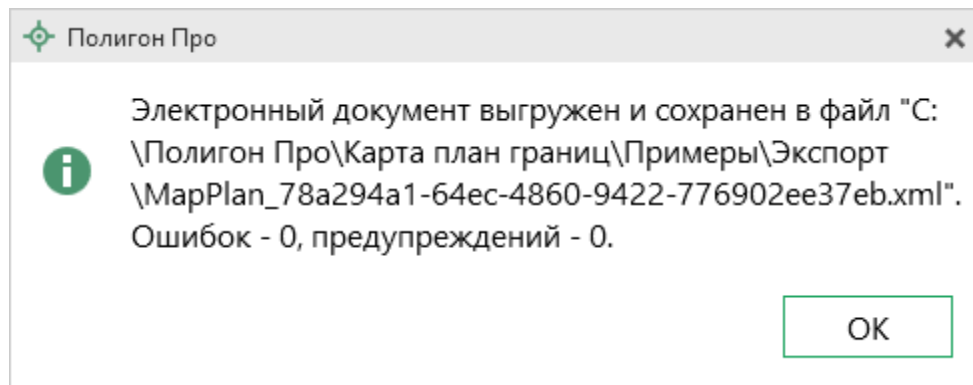 Полигон Про
Электронный документ выгружен и сохранен в файл "C:
\Полигон Про\Карта план границ\Примеры\Экспорт
\MapPlan_78a294a1-64ec-4860-9422-776902ee37eb.xml".
Ошибок - 0, предупреждений - 0.
OK